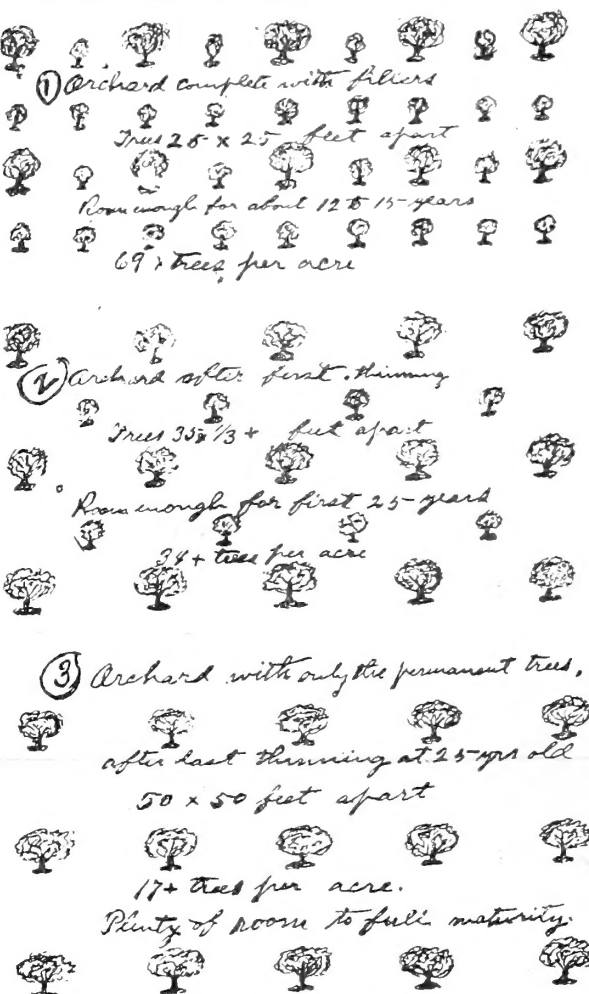 ① Orchard complete with fillers
Trees 25 x 25 feet apart
Room enough for about 12 to 15 years
69+ trees per acre
② Orchard after first thinning
Trees 35 1/3 + feet apart
Room enough for first 25 years
34+ trees per acre
③ Orchard with only the permanent trees,
after last thinning at 25 yrs old
50 x 50 feet apart
17+ trees per acre.
Plenty of room to full maturity.